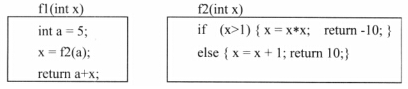 f1(int x)
int a = 5;
x = f2(a);
return a+x;
f2(int x)
if (x>1) { x = x*x; return -10; }
else { x = x + 1; return 10;}